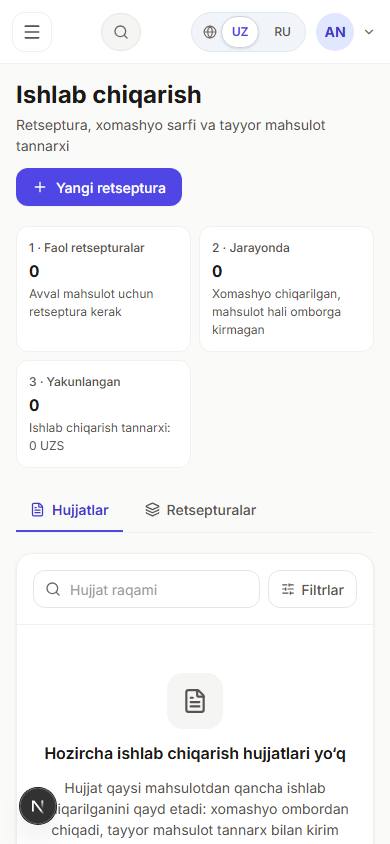 UZ RU AN
Ishlab chiqarish
Retseptura, xomashyo sarfi va tayyor mahsulot
tannarxi
Yangi retseptura
1 · Faol retsepturalar
0
Avval mahsulot uchun
retseptura kerak
2 · Jarayonda
0
Xomashyo chiqarilgan,
mahsulot hali omborga
kirmagan
3 · Yakunlangan
0
Ishlab chiqarish tannarxi:
0 UZS
Hujjatlar Retsepturalar
Hujjat raqami Filtrlar
Hozircha ishlab chiqarish hujjatlari yo‘q
Hujjat qaysi mahsulotdan qancha ishlab
iqarilganini qayd etadi: xomashyo ombordan
chiqadi, tayyor mahsulot tannarx bilan kirim
N